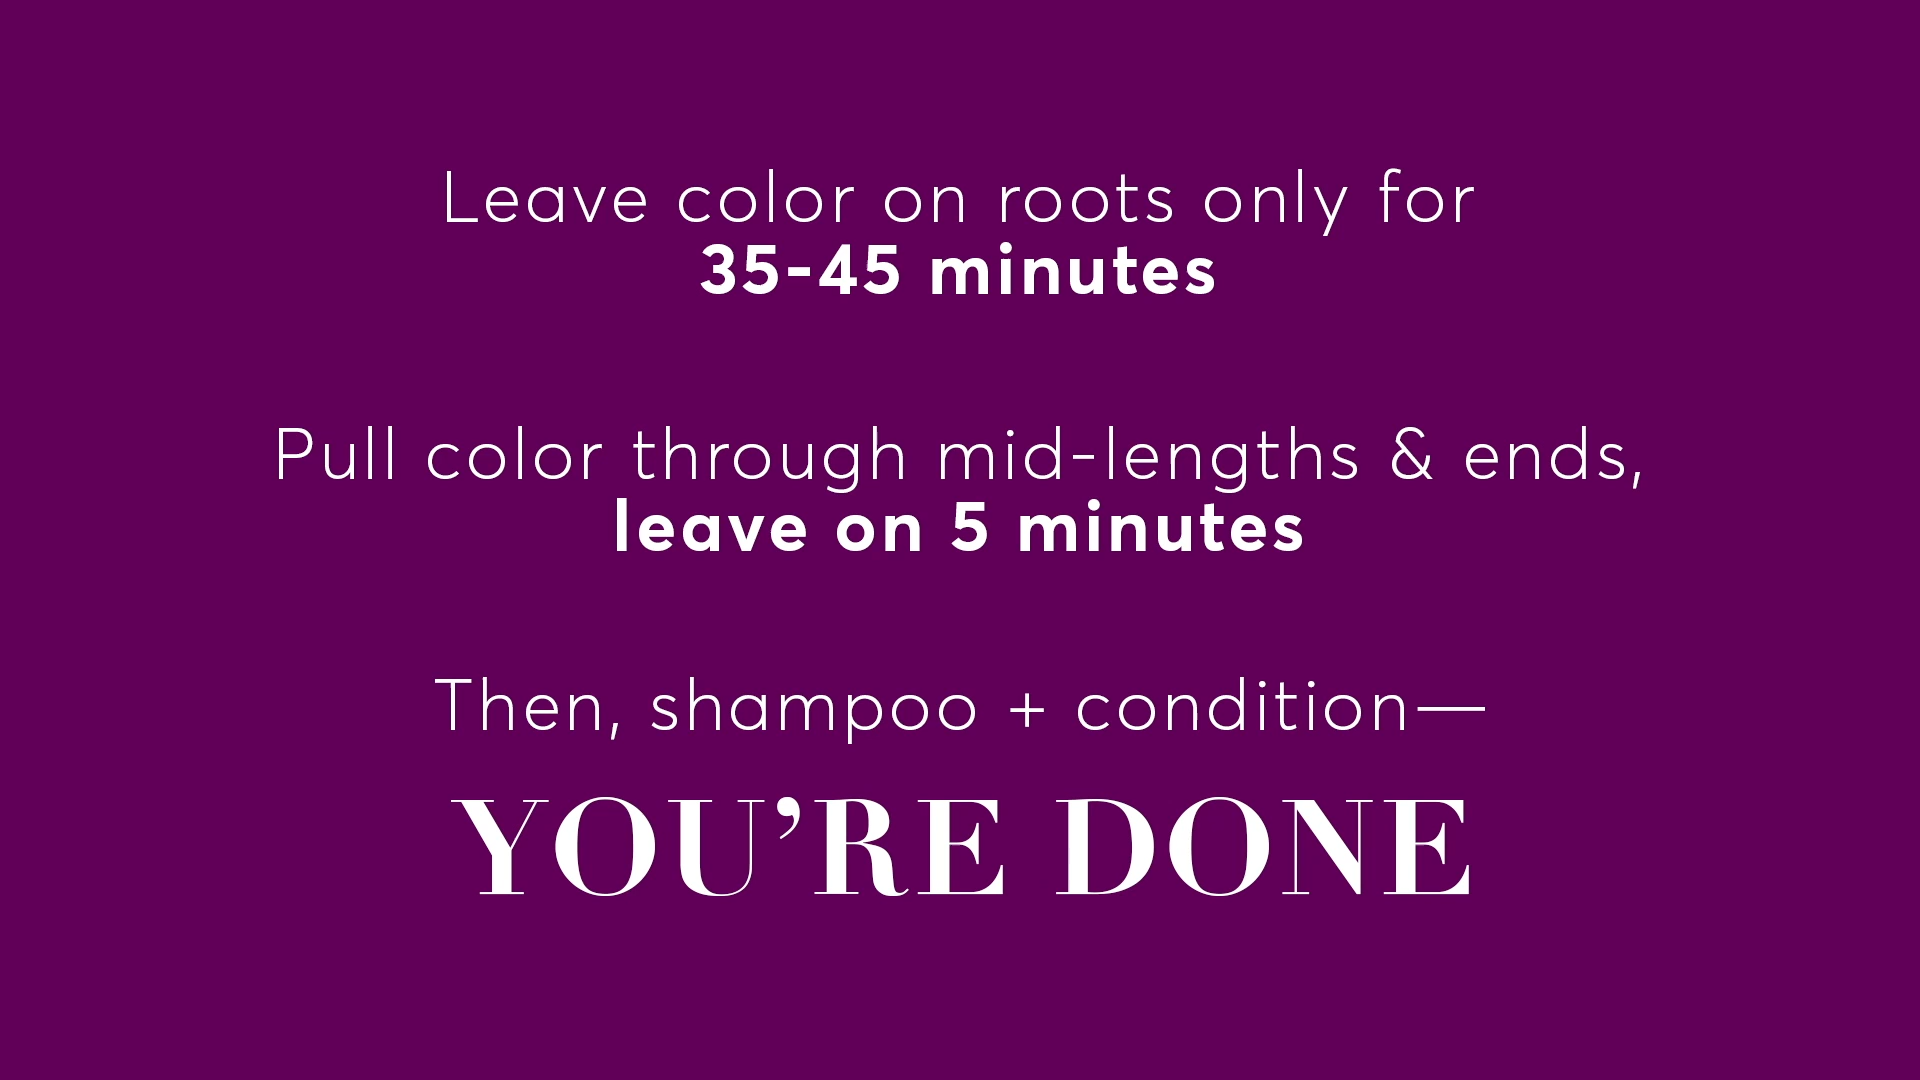 Leave color on roots only for
35-45 minutes
Pull color through mid-lengths & ends,
leave on 5 minutes
Then, shampoo + condition—
YOU’RE DONE